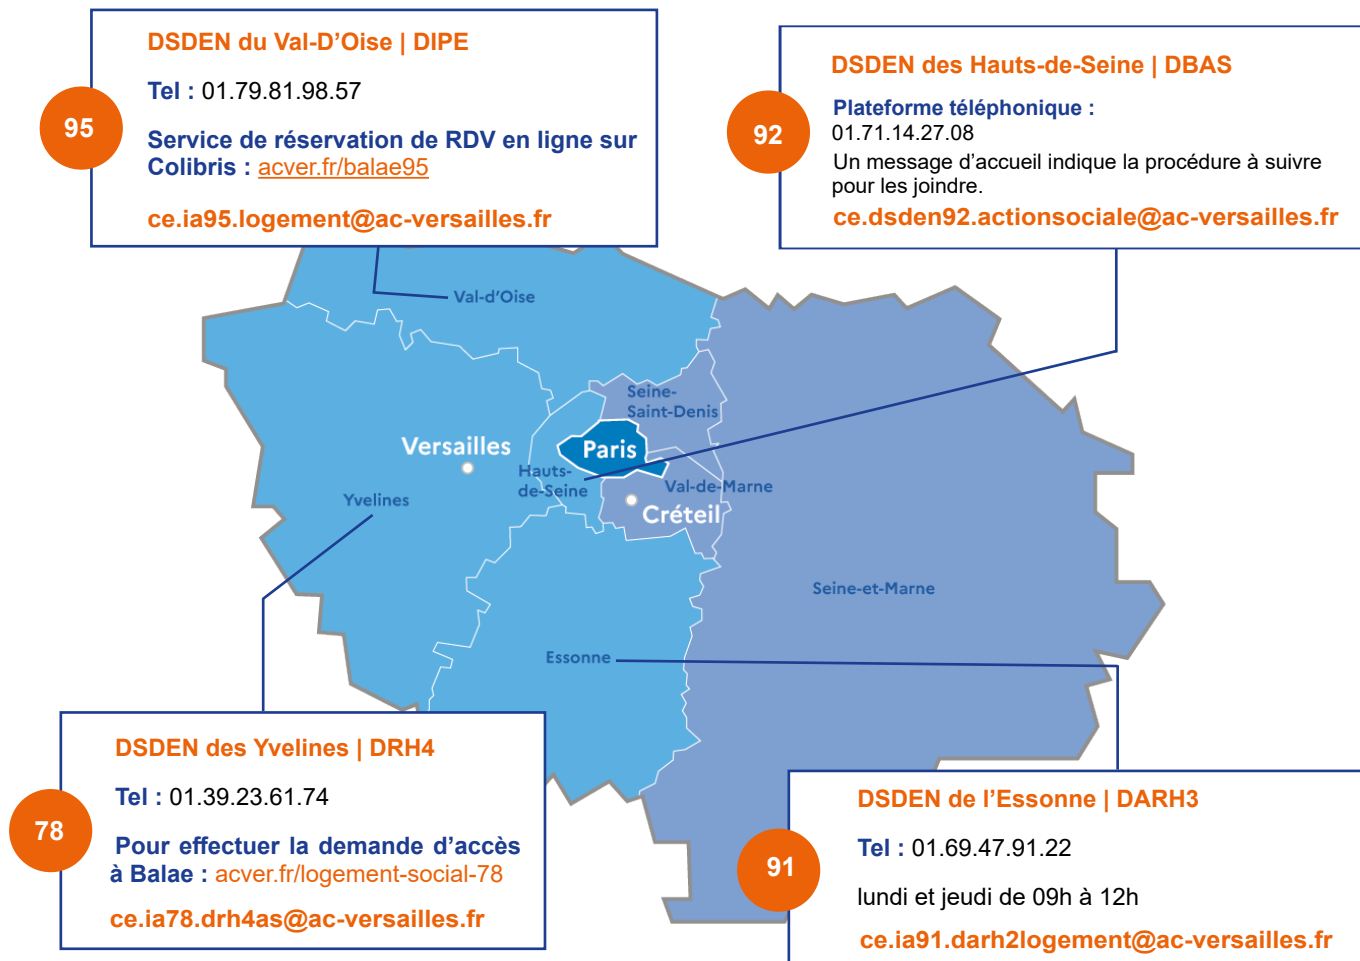 DSDEN du Val-D’Oise | DIPE
Tel : 01.79.81.98.57
95
Service de réservation de RDV en ligne sur
Colibris : acver.fr/balae95
ce.ia95.logement@ac-versailles.fr
DSDEN des Hauts-de-Seine | DBAS
Plateforme téléphonique :
92
01.71.14.27.08
Un message d’accueil indique la procédure à suivre
pour les joindre.
ce.dsden92.actionsociale@ac-versailles.fr
Val-d’Oise
Seine-
Saint-Denis
Versailles
Paris
Hauts-
de-Seine
Val-de-Marne
Yvelines
Créteil
Seine-et-Marne
Essonne
DSDEN des Yvelines | DRH4
Tel : 01.39.23.61.74
78
Pour effectuer la demande d’accès
à Balae : acver.fr/logement-social-78
ce.ia78.drh4as@ac-versailles.fr
DSDEN de l’Essonne | DARH3
Tel : 01.69.47.91.22
91
lundi et jeudi de 09h à 12h
ce.ia91.darh2logement@ac-versailles.fr